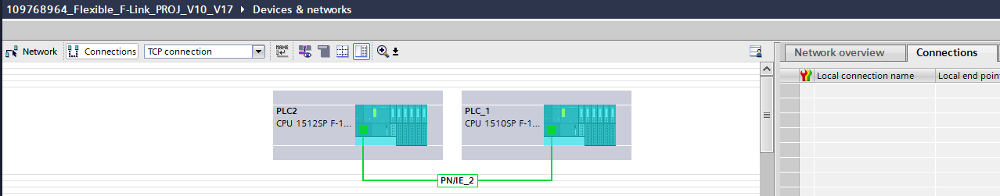 109768964_Flexible_F-Link_PROJ_V10_V17 ▸ Devices & networks
Network Connections TCP connection
Network overview Connections
Local connection name Local end poin
PLC2
CPU 1512SP F-1...
PLC_1
CPU 1510SP F-1...
PN/IE_2